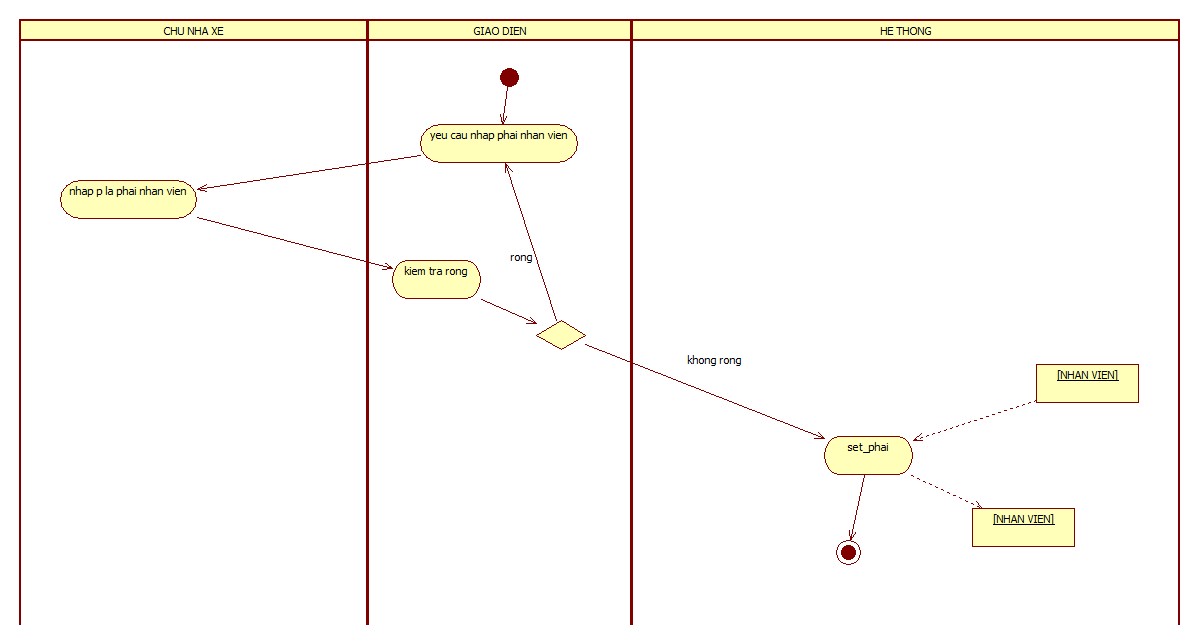 CHU NHA XE
GIAO DIEN
HE THONG
yeu cau nhap phai nhan vien
nhap p la phai nhan vien
rong
kiem tra rong
khong rong
[NHAN VIEN]
set_phai
[NHAN VIEN]